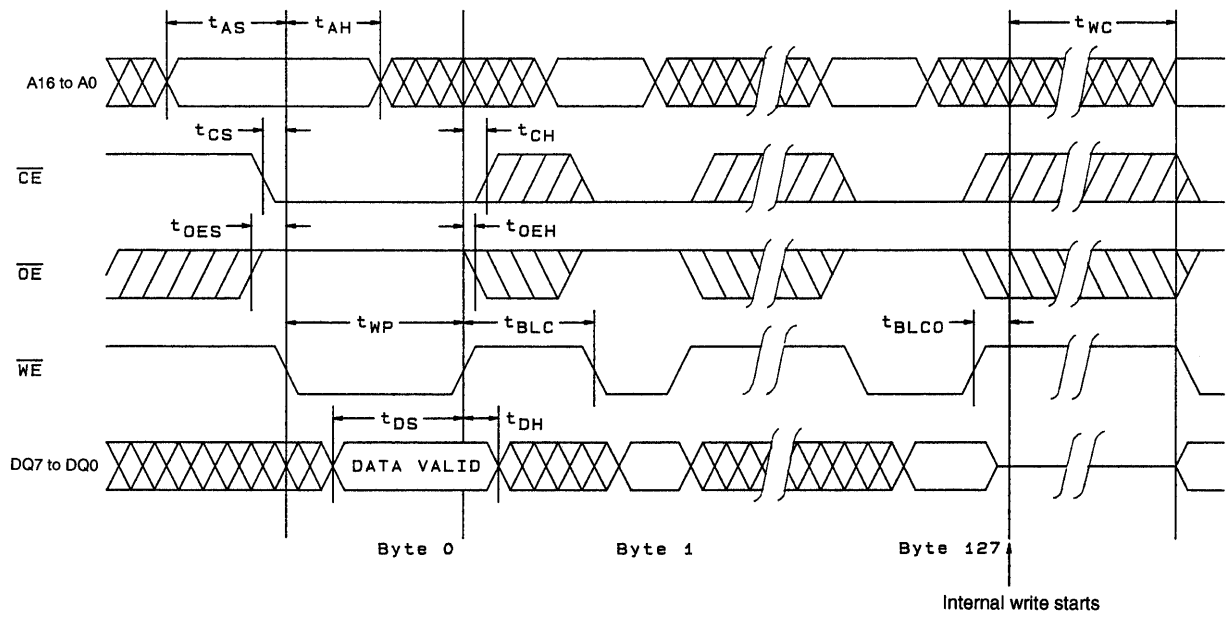 tAS tAH tWC
A16 to A0
tCS tCH
CE
tOES tOEH
OE
tWP tBLC tBLCO
WE
tDS tDH
DQ7 to DQ0 DATA VALID
Byte 0 Byte 1 Byte 127
Internal write starts